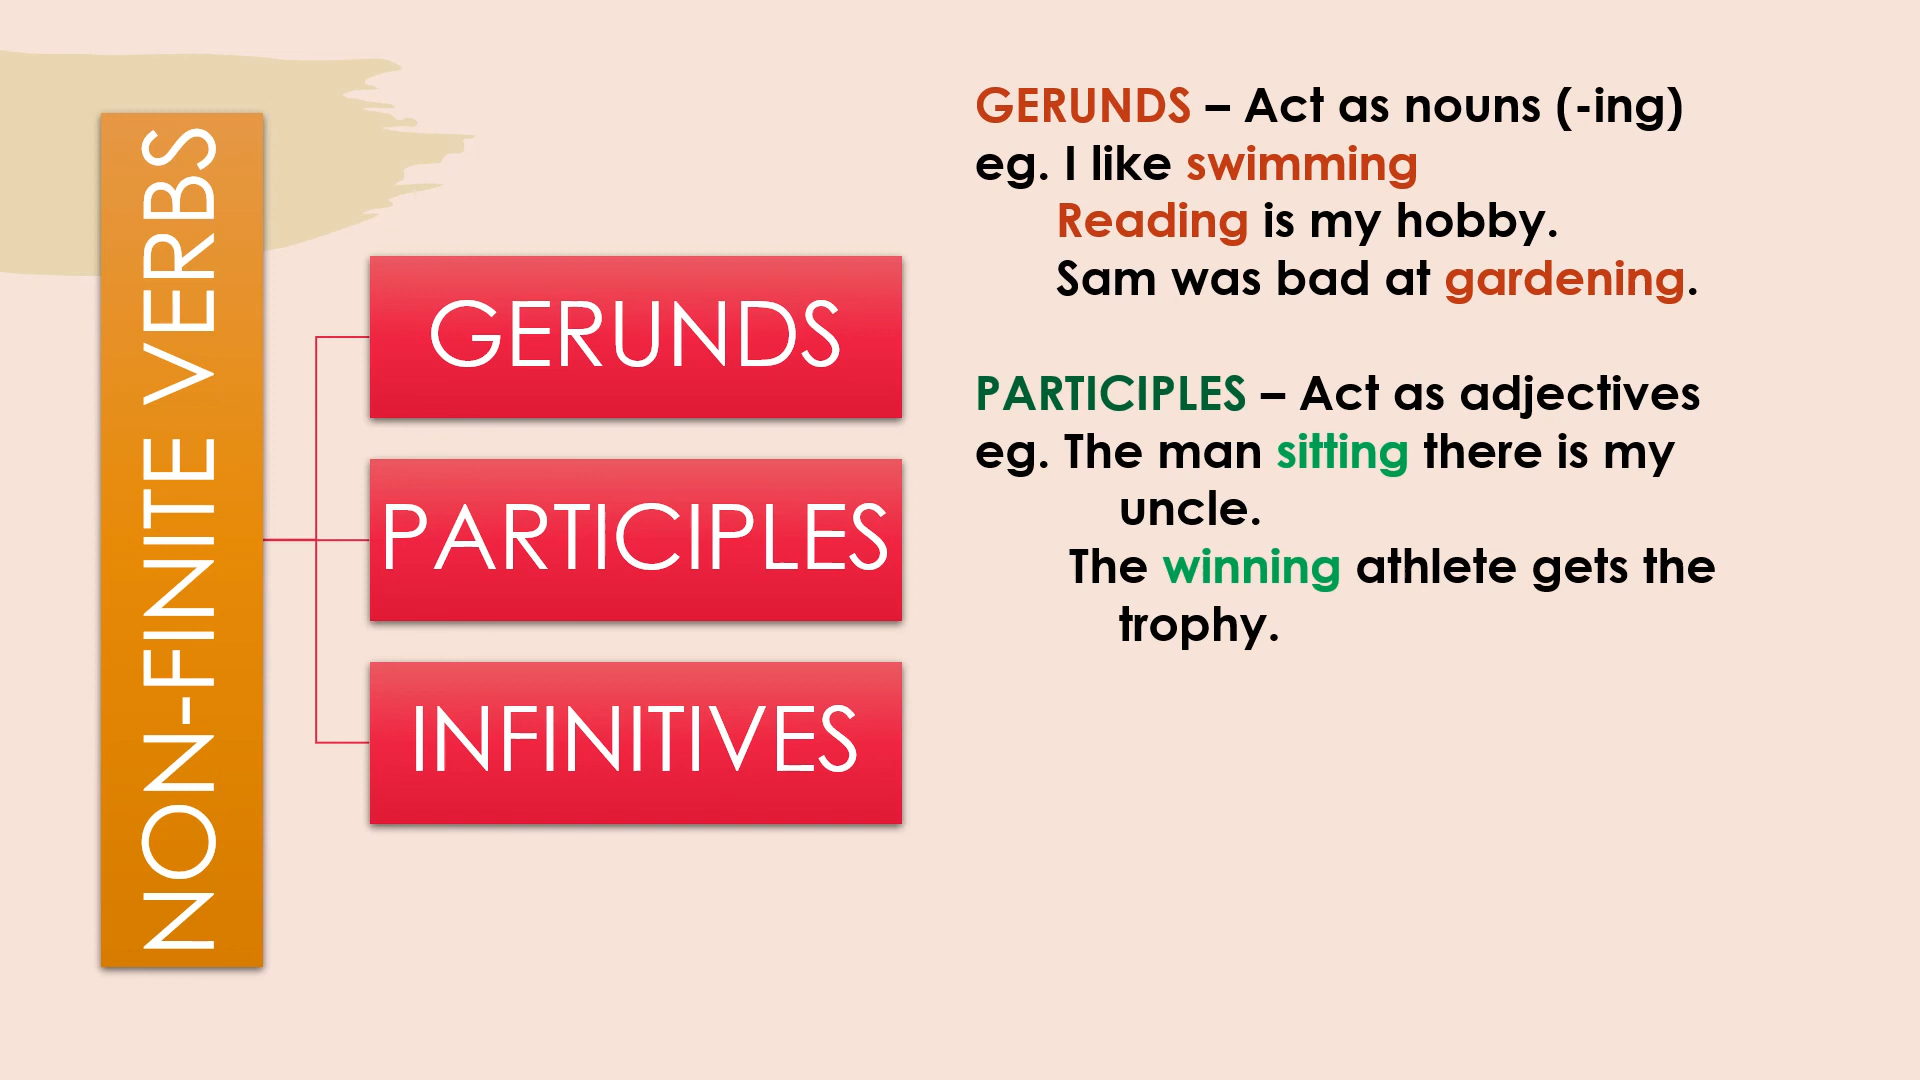 NON-FINITE VERBS
GERUNDS
PARTICIPLES
INFINITIVES
GERUNDS – Act as nouns (-ing)
eg. I like swimming
Reading is my hobby.
Sam was bad at gardening.
PARTICIPLES – Act as adjectives
eg. The man sitting there is my
uncle.
The winning athlete gets the
trophy.